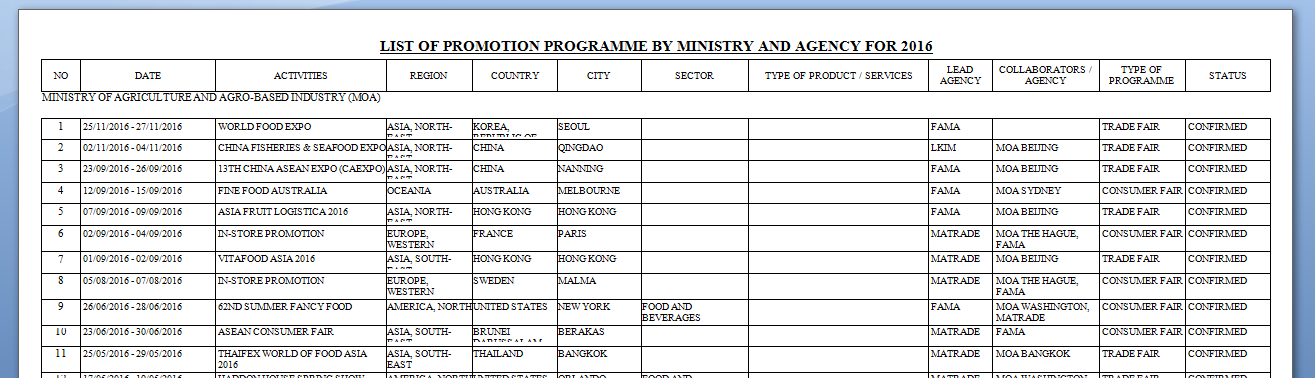 LIST OF PROMOTION PROGRAMME BY MINISTRY AND AGENCY FOR 2016
NO DATE ACTIVITIES REGION COUNTRY CITY SECTOR TYPE OF PRODUCT / SERVICES LEAD AGENCY COLLABORATORS / AGENCY TYPE OF PROGRAMME STATUS
MINISTRY OF AGRICULTURE AND AGRO-BASED INDUSTRY (MOA)
1 25/11/2016 - 27/11/2016 WORLD FOOD EXPO ASIA, NORTH-EAST KOREA, REPUBLIC OF SEOUL FAMA TRADE FAIR CONFIRMED
2 02/11/2016 - 04/11/2016 CHINA FISHERIES & SEAFOOD EXPO ASIA, NORTH-EAST CHINA QINGDAO LKIM MOA BEIJING TRADE FAIR CONFIRMED
3 23/09/2016 - 26/09/2016 13TH CHINA ASEAN EXPO (CAEXPO) ASIA, NORTH-EAST CHINA NANNING FAMA MOA BEIJING TRADE FAIR CONFIRMED
4 12/09/2016 - 15/09/2016 FINE FOOD AUSTRALIA OCEANIA AUSTRALIA MELBOURNE FAMA MOA SYDNEY CONSUMER FAIR CONFIRMED
5 07/09/2016 - 09/09/2016 ASIA FRUIT LOGISTICA 2016 ASIA, NORTH-EAST HONG KONG HONG KONG FAMA MOA BEIJING TRADE FAIR CONFIRMED
6 02/09/2016 - 04/09/2016 IN-STORE PROMOTION EUROPE, WESTERN FRANCE PARIS MATRADE MOA THE HAGUE, FAMA CONSUMER FAIR CONFIRMED
7 01/09/2016 - 02/09/2016 VITAFOOD ASIA 2016 ASIA, SOUTH-EAST HONG KONG HONG KONG MATRADE MOA BEIJING TRADE FAIR CONFIRMED
8 05/08/2016 - 07/08/2016 IN-STORE PROMOTION EUROPE, WESTERN SWEDEN MALMA MATRADE MOA THE HAGUE, FAMA CONSUMER FAIR CONFIRMED
9 26/06/2016 - 28/06/2016 62ND SUMMER FANCY FOOD AMERICA, NORTH UNITED STATES NEW YORK FOOD AND BEVERAGES FAMA MOA WASHINGTON, MATRADE CONSUMER FAIR CONFIRMED
10 23/06/2016 - 30/06/2016 ASEAN CONSUMER FAIR ASIA, SOUTH-EAST BRUNEI DARUSSALAM BERAKAS MATRADE FAMA CONSUMER FAIR CONFIRMED
11 25/05/2016 - 29/05/2016 THAIFEX WORLD OF FOOD ASIA 2016 ASIA, SOUTH-EAST THAILAND BANGKOK MATRADE MOA BANGKOK TRADE FAIR CONFIRMED